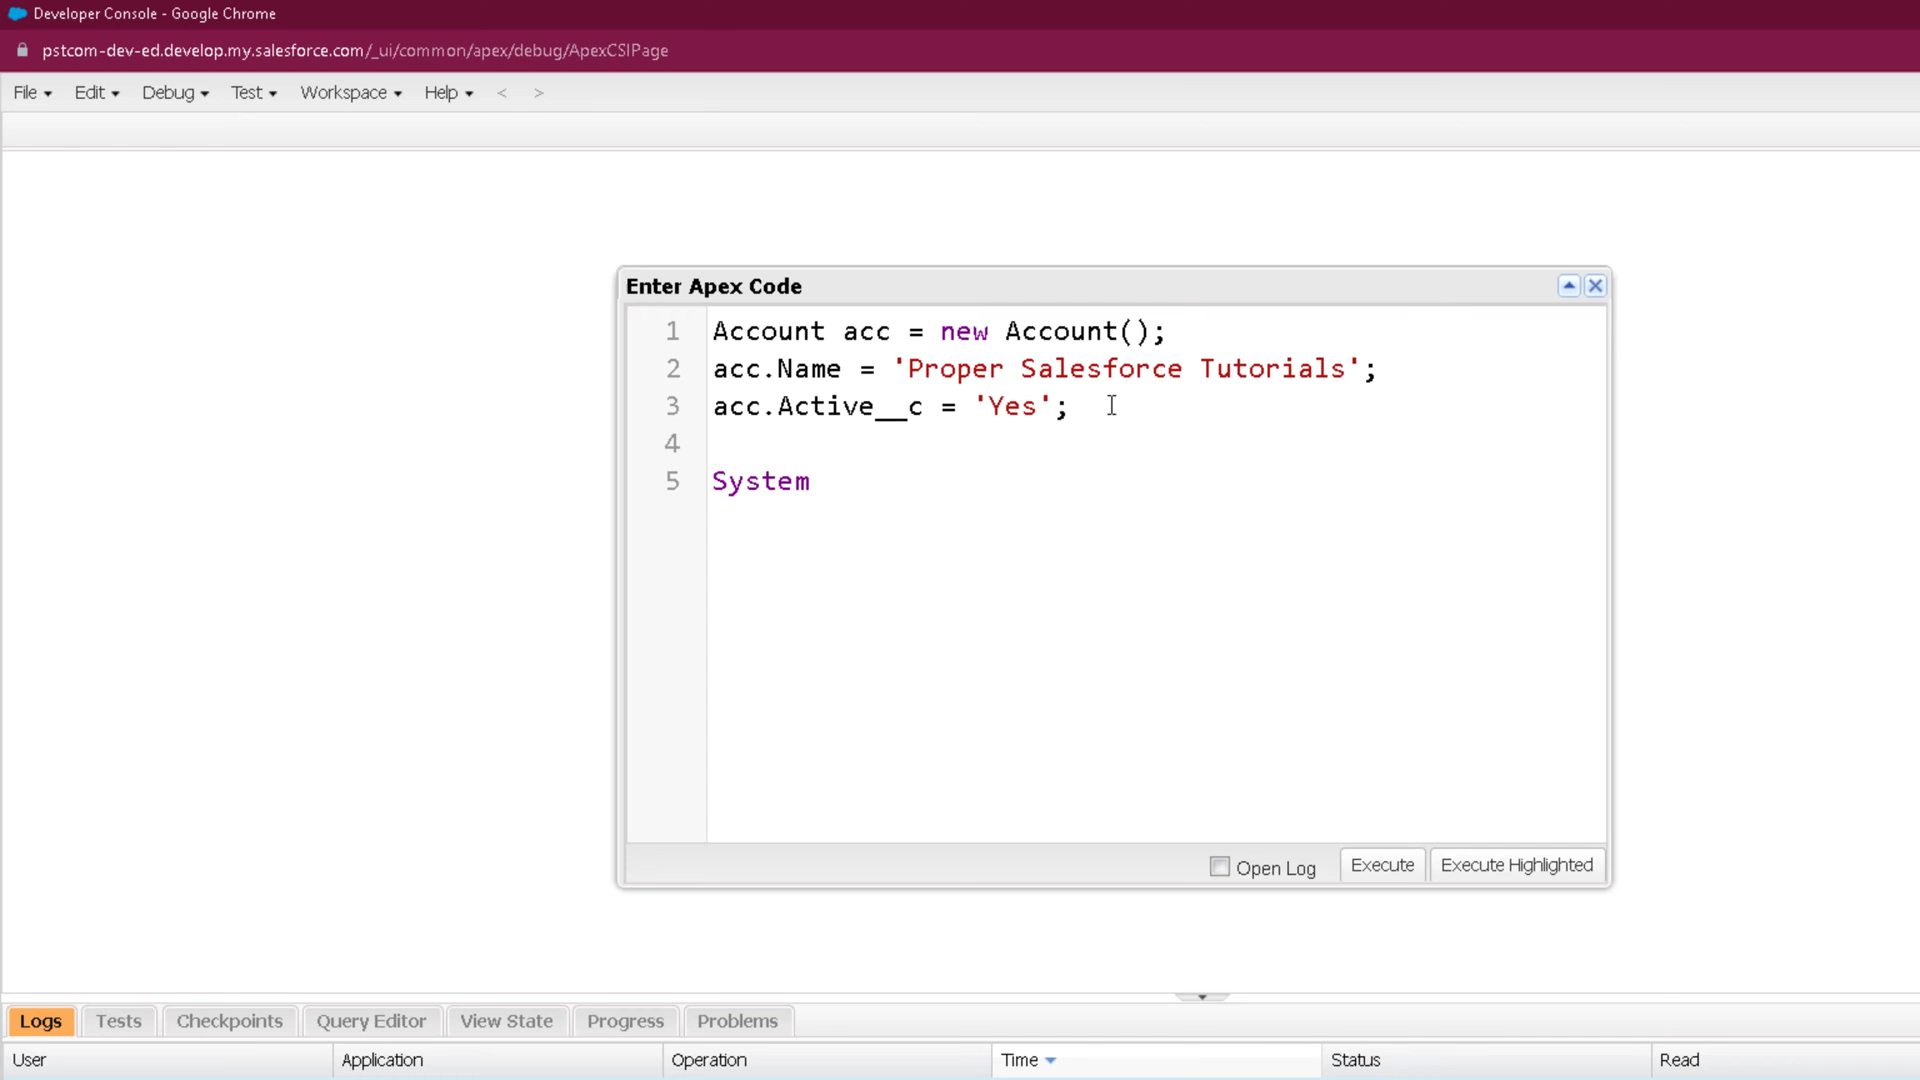 Developer Console - Google Chrome
pstcom-dev-ed.develop.my.salesforce.com/_ui/common/apex/debug/ApexCSIPage
File Edit Debug Test Workspace Help < >
Enter Apex Code
1 Account acc = new Account();
2 acc.Name = 'Proper Salesforce Tutorials';
3 acc.Active__c = 'Yes';
4
5 System
Open Log Execute Execute Highlighted
Logs Tests Checkpoints Query Editor View State Progress Problems
User Application Operation Time Status Read